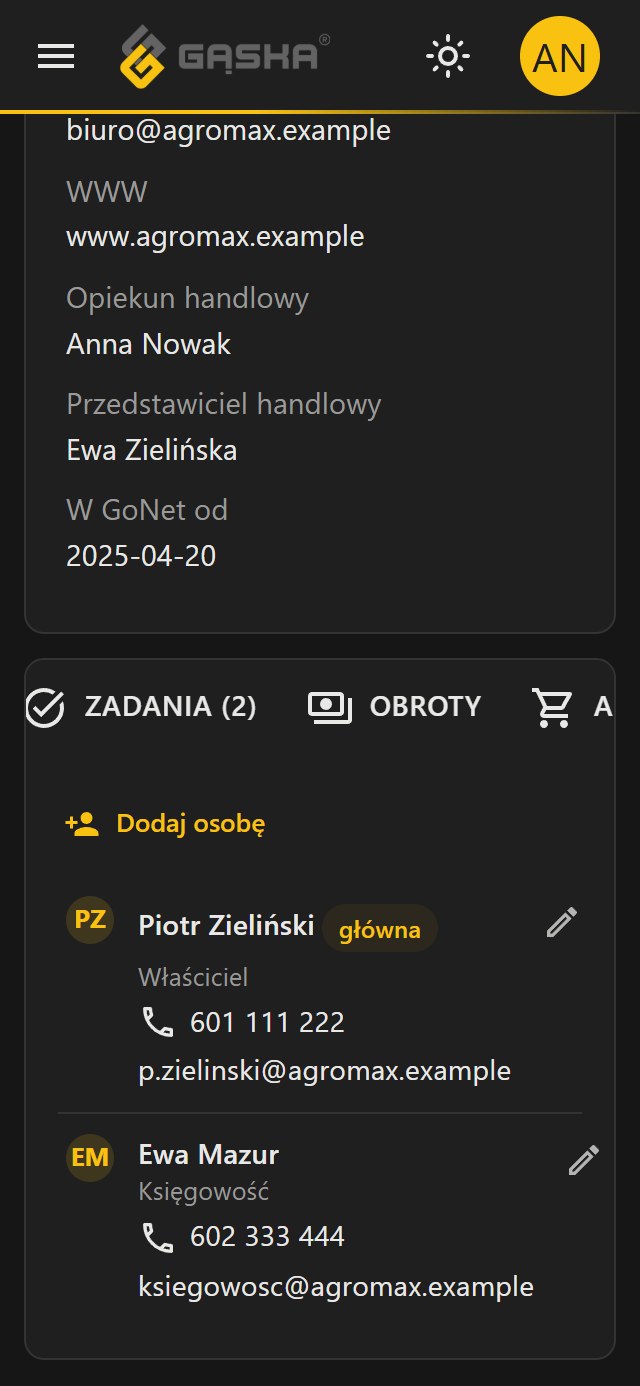 GĄSKA®
AN
biuro@agromax.example
WWW
www.agromax.example
Opiekun handlowy
Anna Nowak
Przedstawiciel handlowy
Ewa Zielińska
W GoNet od
2025-04-20
ZADANIA (2) OBROTY A
Dodaj osobę
PZ Piotr Zieliński główna
Właściciel
601 111 222
p.zielinski@agromax.example
EM Ewa Mazur
Księgowość
602 333 444
ksiegowosc@agromax.example